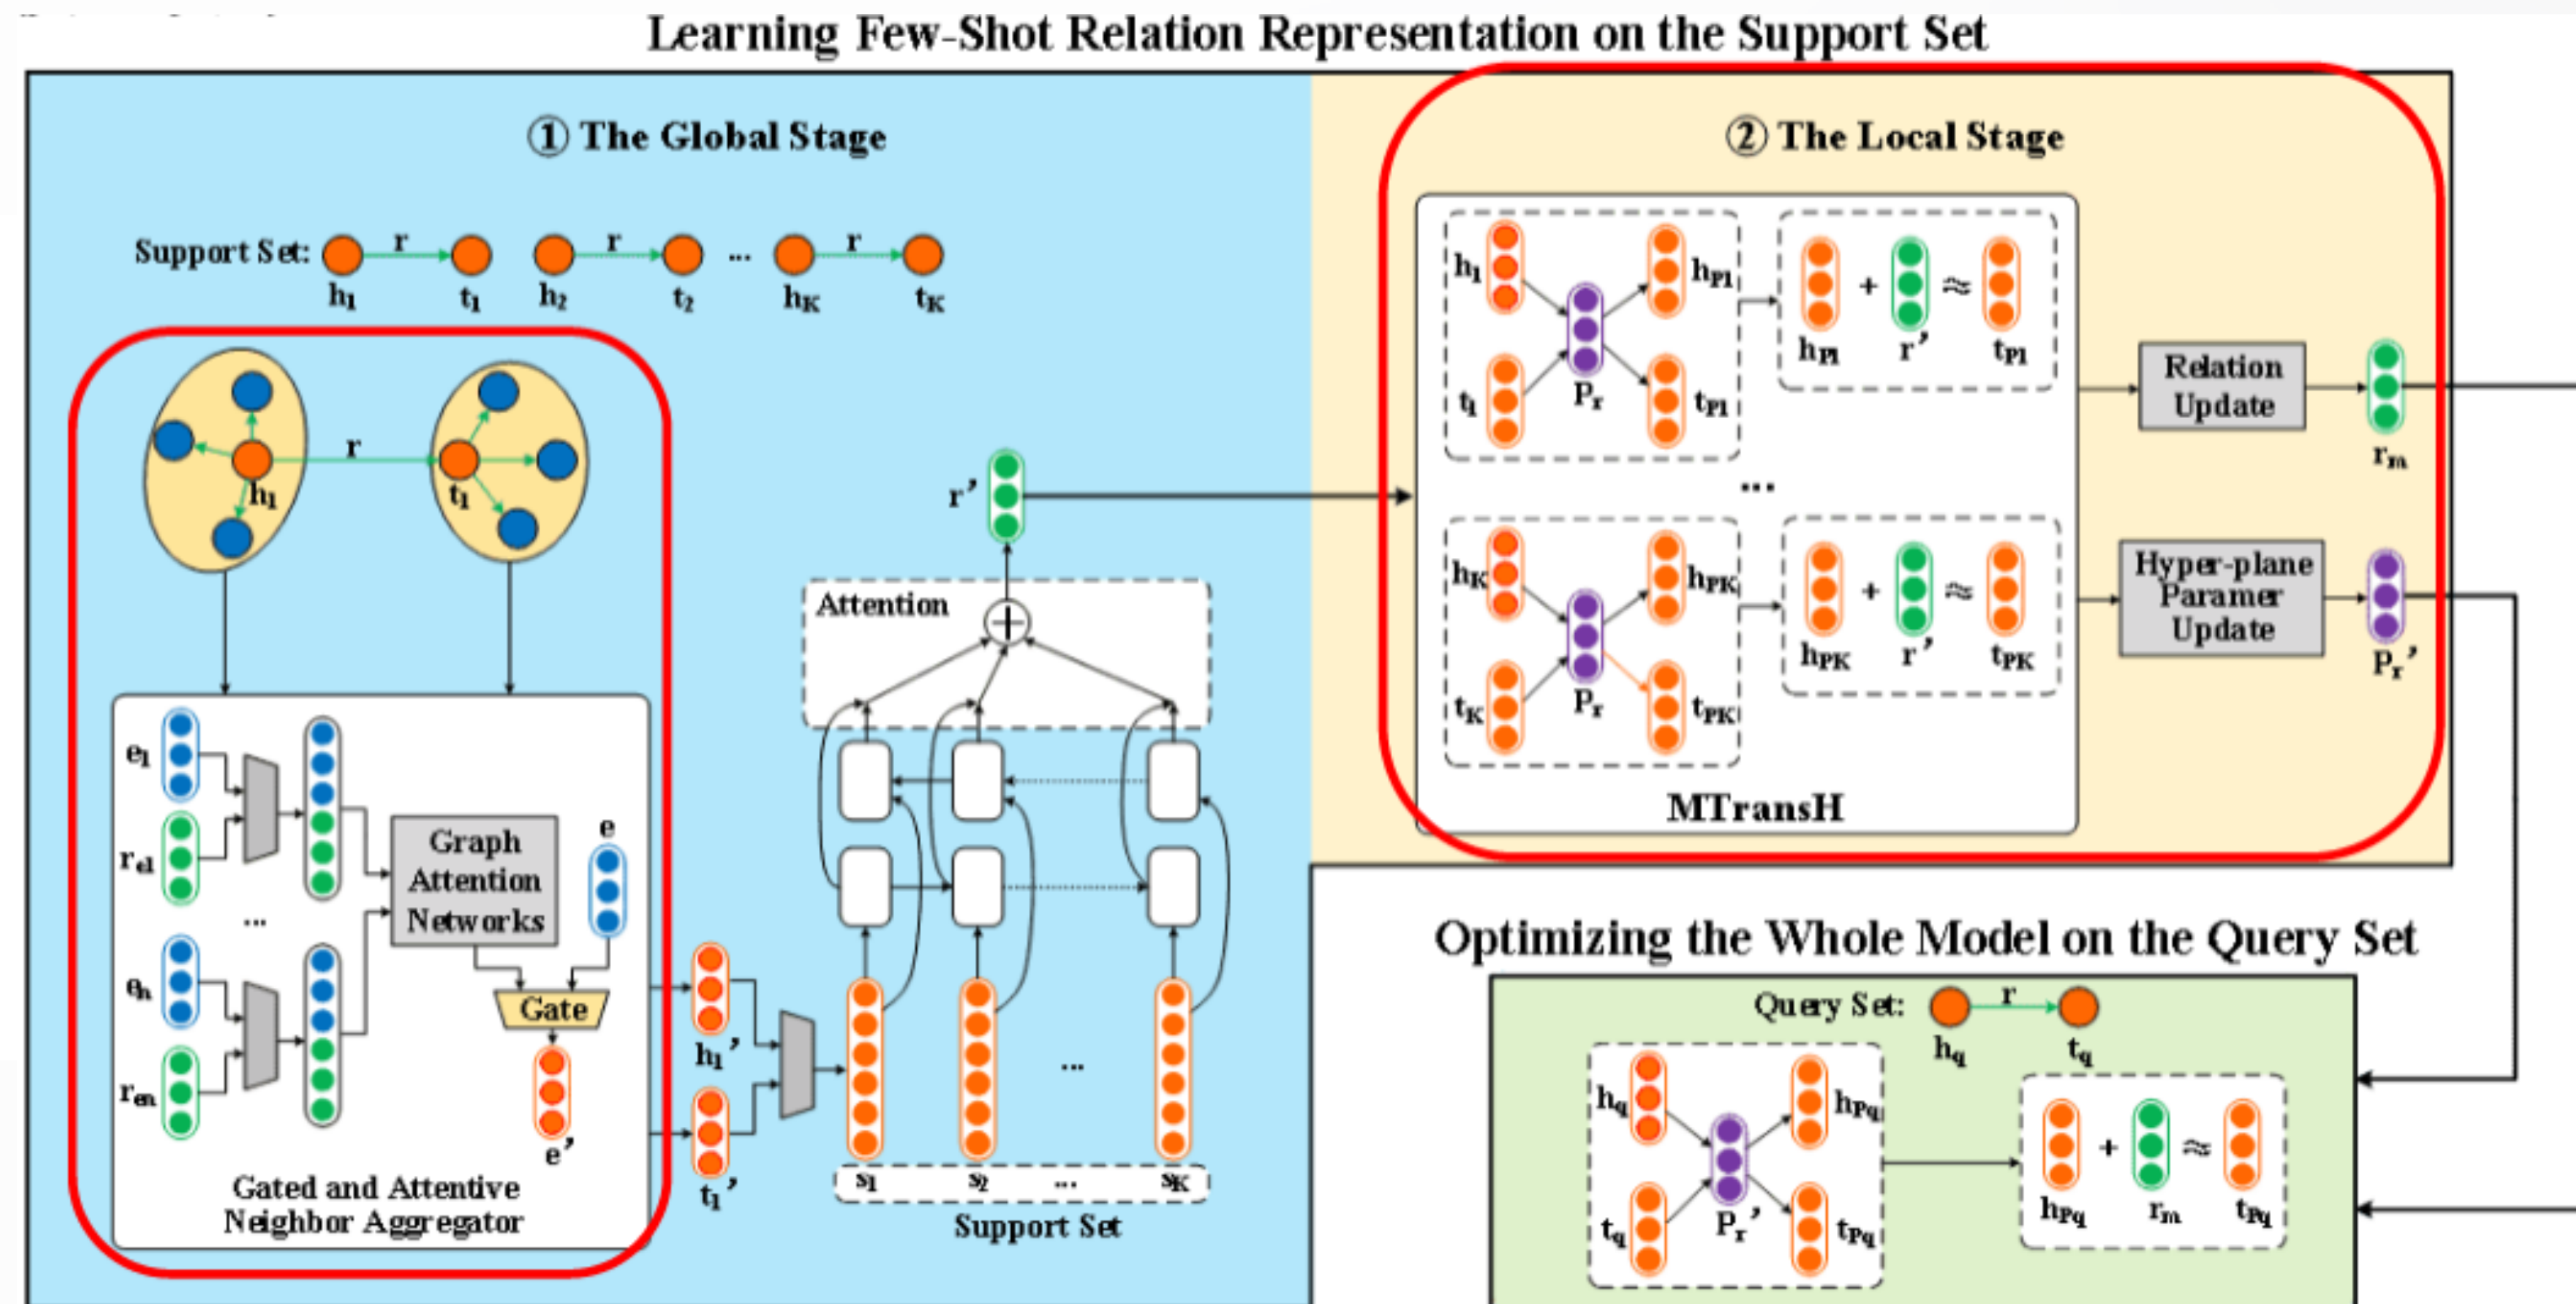 Learning Few-Shot Relation Representation on the Support Set
① The Global Stage
Support Set:
r
r
...
r
h1
t1
h2
t2
hK
tK
r
h1
t1
e1
re1
...
en
ren
Graph
Attention
Networks
e
Gate
e’
Gated and Attentive
Neighbor Aggregator
h1’
t1’
r’
Attention
...
s1
s2
...
sK
Support Set
② The Local Stage
h1
hP1
t1
Pr
tP1
+
≈
hP1
r’
tP1
...
hK
hPK
tK
Pr
tPK
+
≈
hPK
r’
tPK
MTransH
Relation
Update
rm
Hyper-plane
Paramer
Update
Pr’
Optimizing the Whole Model on the Query Set
Query Set:
r
hq
tq
hq
hPq
tq
Pr’
tPq
+
≈
hPq
rm
tPq